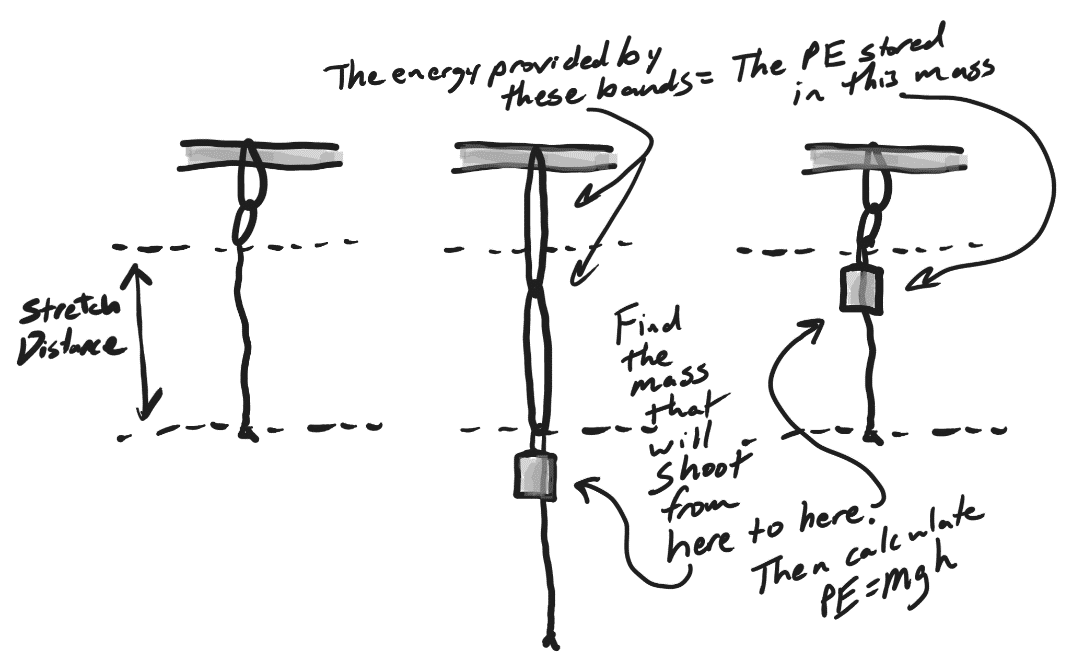 The energy provided by
these bands = The PE stored
in this mass
Stretch
Distance
Find
the
mass
that
will
shoot
from
here to here.
Then calculate
PE=mgh